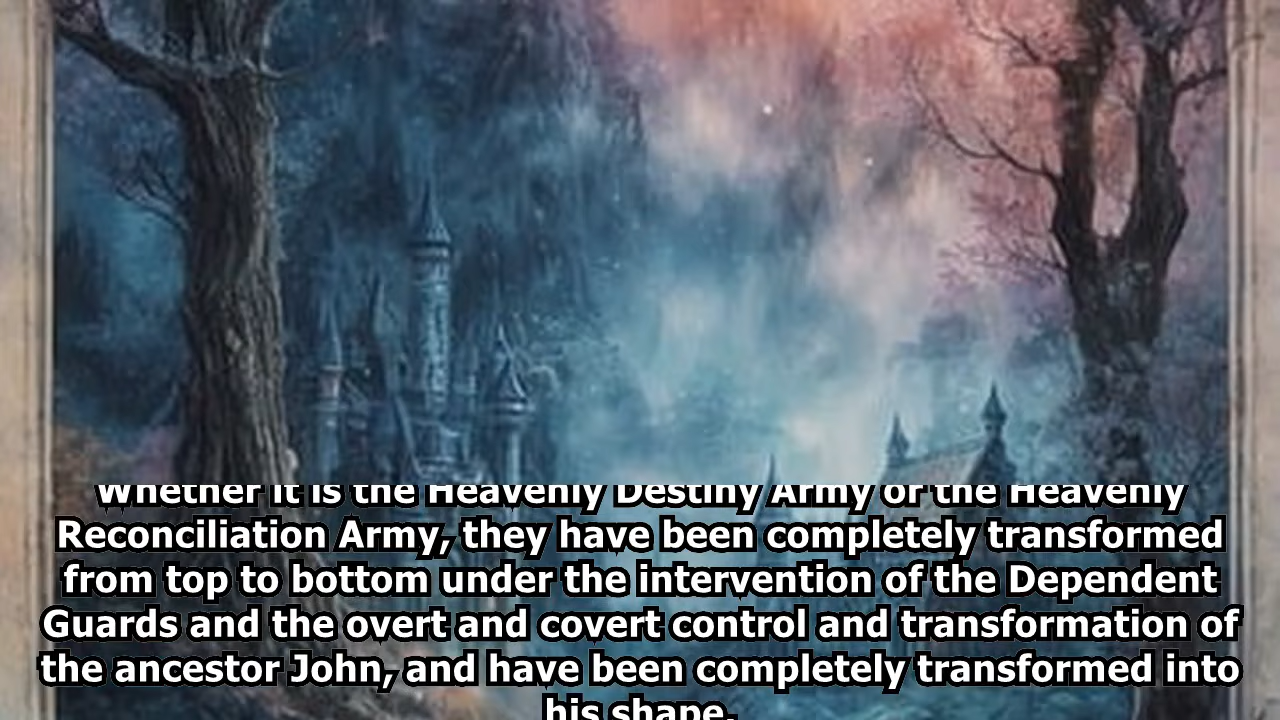 Whether it is the Heavenly Destiny Army or the Heavenly
Reconciliation Army, they have been completely transformed
from top to bottom under the intervention of the Dependent
Guards and the overt and covert control and transformation of
the ancestor John, and have been completely transformed into
his shape.